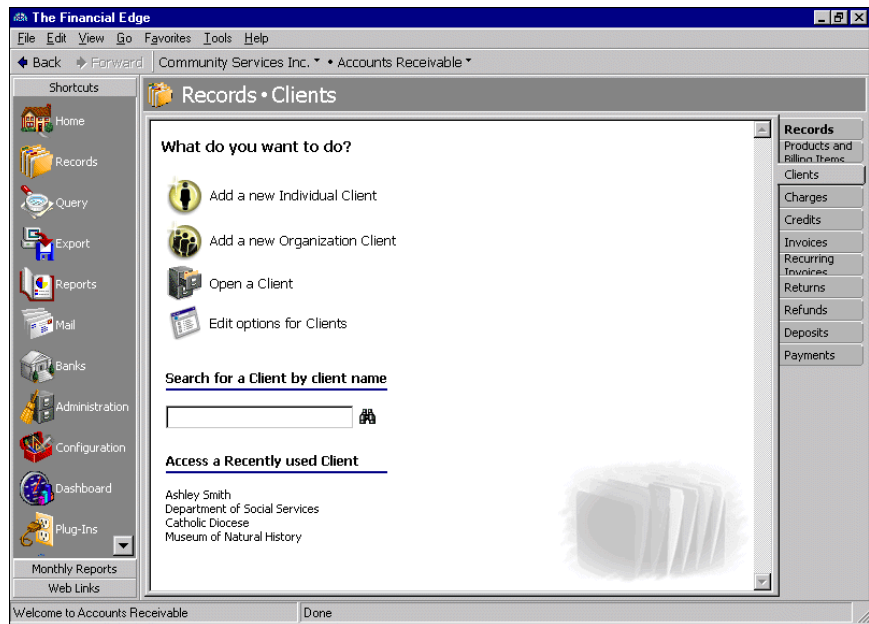 The Financial Edge
File Edit View Go Favorites Tools Help
Back Forward Community Services Inc. • Accounts Receivable
Shortcuts
Home
Records
Query
Export
Reports
Mail
Banks
Administration
Configuration
Dashboard
Plug-Ins
Monthly Reports
Web Links
Records • Clients
What do you want to do?
Add a new Individual Client
Add a new Organization Client
Open a Client
Edit options for Clients
Search for a Client by client name
Access a Recently used Client
Ashley Smith
Department of Social Services
Catholic Diocese
Museum of Natural History
Records
Products and
Billing Items
Clients
Charges
Credits
Invoices
Recurring
Invoices
Returns
Refunds
Deposits
Payments
Welcome to Accounts Receivable
Done